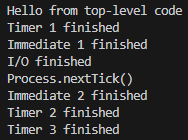 Hello from top-level code
Timer 1 finished
Immediate 1 finished
I/O finished
Process.nextTick()
Immediate 2 finished
Timer 2 finished
Timer 3 finished